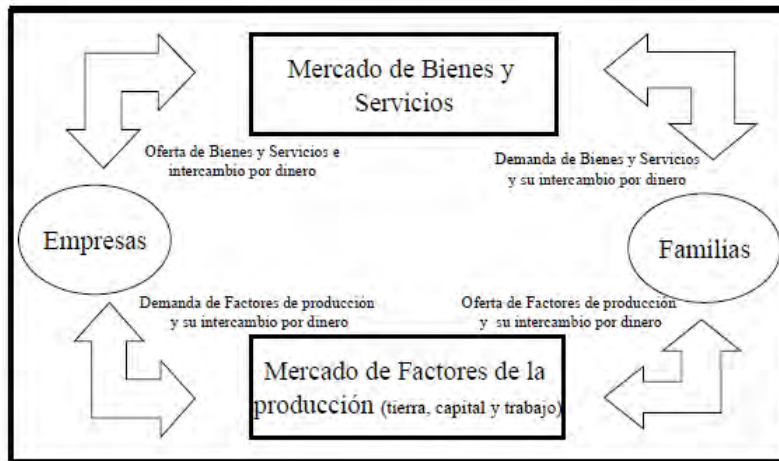 Mercado de Bienes y
Servicios
Oferta de Bienes y Servicios e
intercambio por dinero
Demanda de Bienes y Servicios
y su intercambio por dinero
Empresas
Familias
Demanda de Factores de producción
y su intercambio por dinero
Oferta de Factores de producción
y su intercambio por dinero
Mercado de Factores de la
producción (tierra, capital y trabajo)